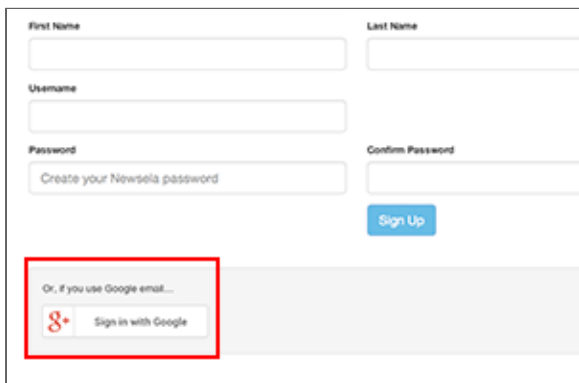 First Name
Last Name
Username
Password
Confirm Password
Create your Newsela password
Sign Up
Or, if you use Google email...
g+ Sign in with Google